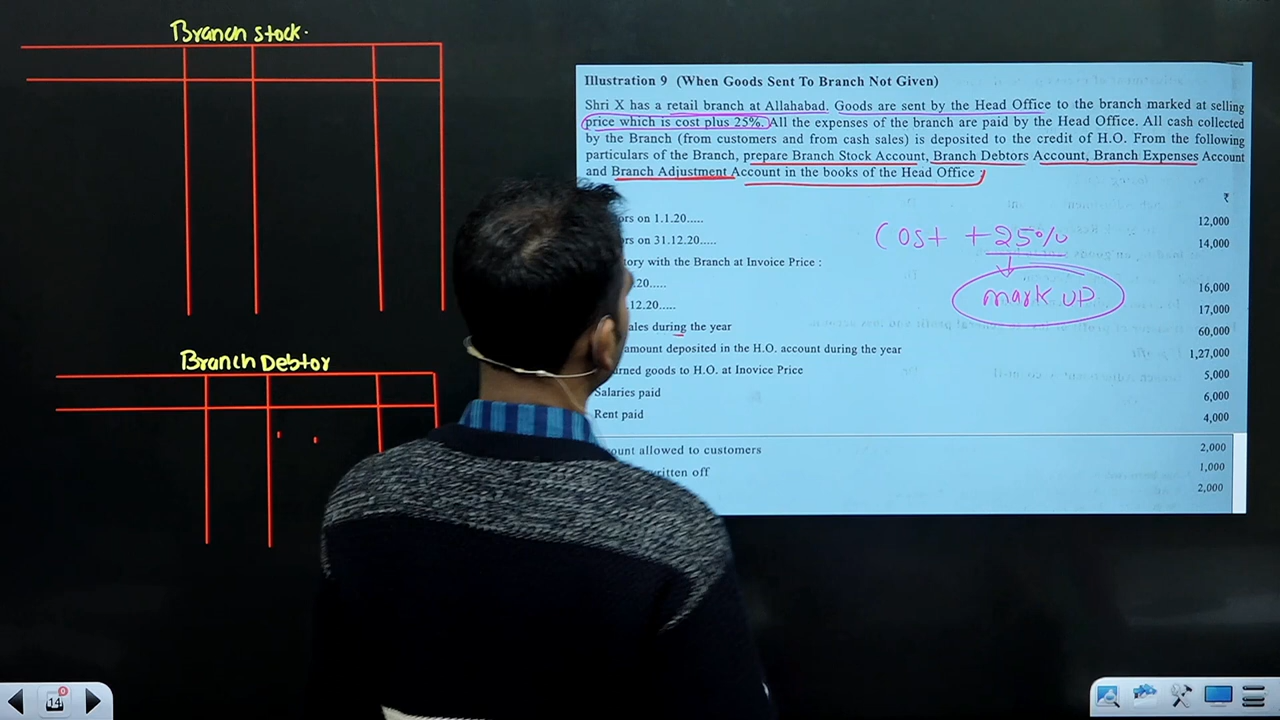 Branch stock.
Illustration 9 (When Goods Sent To Branch Not Given)
Shri X has a retail branch at Allahabad. Goods are sent by the Head Office to the branch marked at selling
price which is cost plus 25%. All the expenses of the branch are paid by the Head Office. All cash collected
by the Branch (from customers and from cash sales) is deposited to the credit of H.O. From the following
particulars of the Branch, prepare Branch Stock Account, Branch Debtors Account, Branch Expenses Account
and Branch Adjustment Account in the books of the Head Office :
₹
ors on 1.1.20..... 12,000
ors on 31.12.20..... 14,000
Cost +25%
mark up
tory with the Branch at Invoice Price :
.20..... 16,000
12.20..... 17,000
ales during the year 60,000
amount deposited in the H.O. account during the year 1,27,000
rned goods to H.O. at Inovice Price 5,000
Salaries paid 6,000
Rent paid 4,000
ount allowed to customers 2,000
written off 1,000
2,000
Branch Debtor
14
0